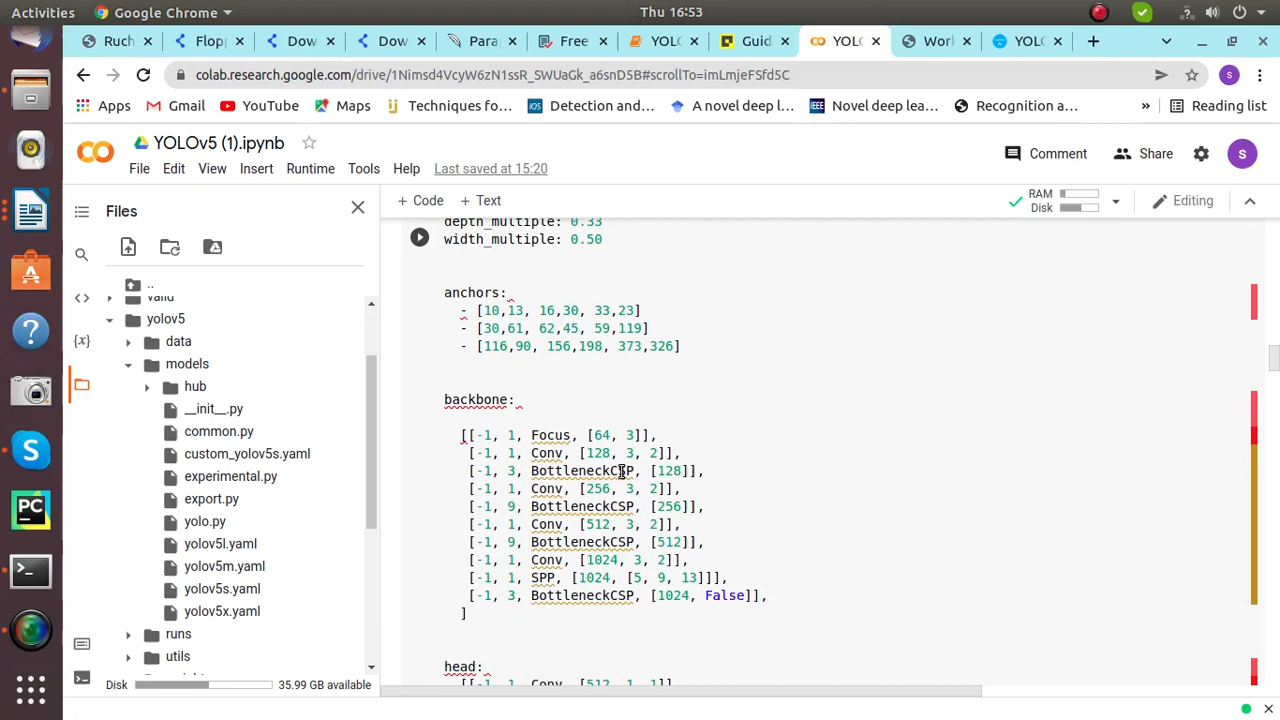 Activities
Google Chrome
Thu 16:53
Ruch
Flopp
Dow
Dow
Para
Free
YOLO
Guid
YOLO
Work
YOLO
colab.research.google.com/drive/1Nimsd4VcyW6zN1ssR_SWUaGk_a6snD5B#scrollTo=imLmjeFSfd5C
S
Apps
Gmail
YouTube
Maps
Techniques fo...
Detection and...
A novel deep l...
Novel deep lea...
Recognition a...
»
Reading list
YOLOv5 (1).ipynb
Comment
Share
S
File Edit View Insert Runtime Tools Help Last saved at 15:20
+ Code + Text
RAM
Disk
Editing
Files
..
valid
yolov5
data
models
hub
__init__.py
common.py
custom_yolov5s.yaml
experimental.py
export.py
yolo.py
yolov5l.yaml
yolov5m.yaml
yolov5s.yaml
yolov5x.yaml
runs
utils
Disk 35.99 GB available
depth_multiple: 0.33
width_multiple: 0.50
anchors:
- [10,13, 16,30, 33,23]
- [30,61, 62,45, 59,119]
- [116,90, 156,198, 373,326]
backbone:
[[-1, 1, Focus, [64, 3]],
[-1, 1, Conv, [128, 3, 2]],
[-1, 3, BottleneckCSP, [128]],
[-1, 1, Conv, [256, 3, 2]],
[-1, 9, BottleneckCSP, [256]],
[-1, 1, Conv, [512, 3, 2]],
[-1, 9, BottleneckCSP, [512]],
[-1, 1, Conv, [1024, 3, 2]],
[-1, 1, SPP, [1024, [5, 9, 13]]],
[-1, 3, BottleneckCSP, [1024, False]],
]
head:
[[-1, 1, Conv, [512, 1, 1]],